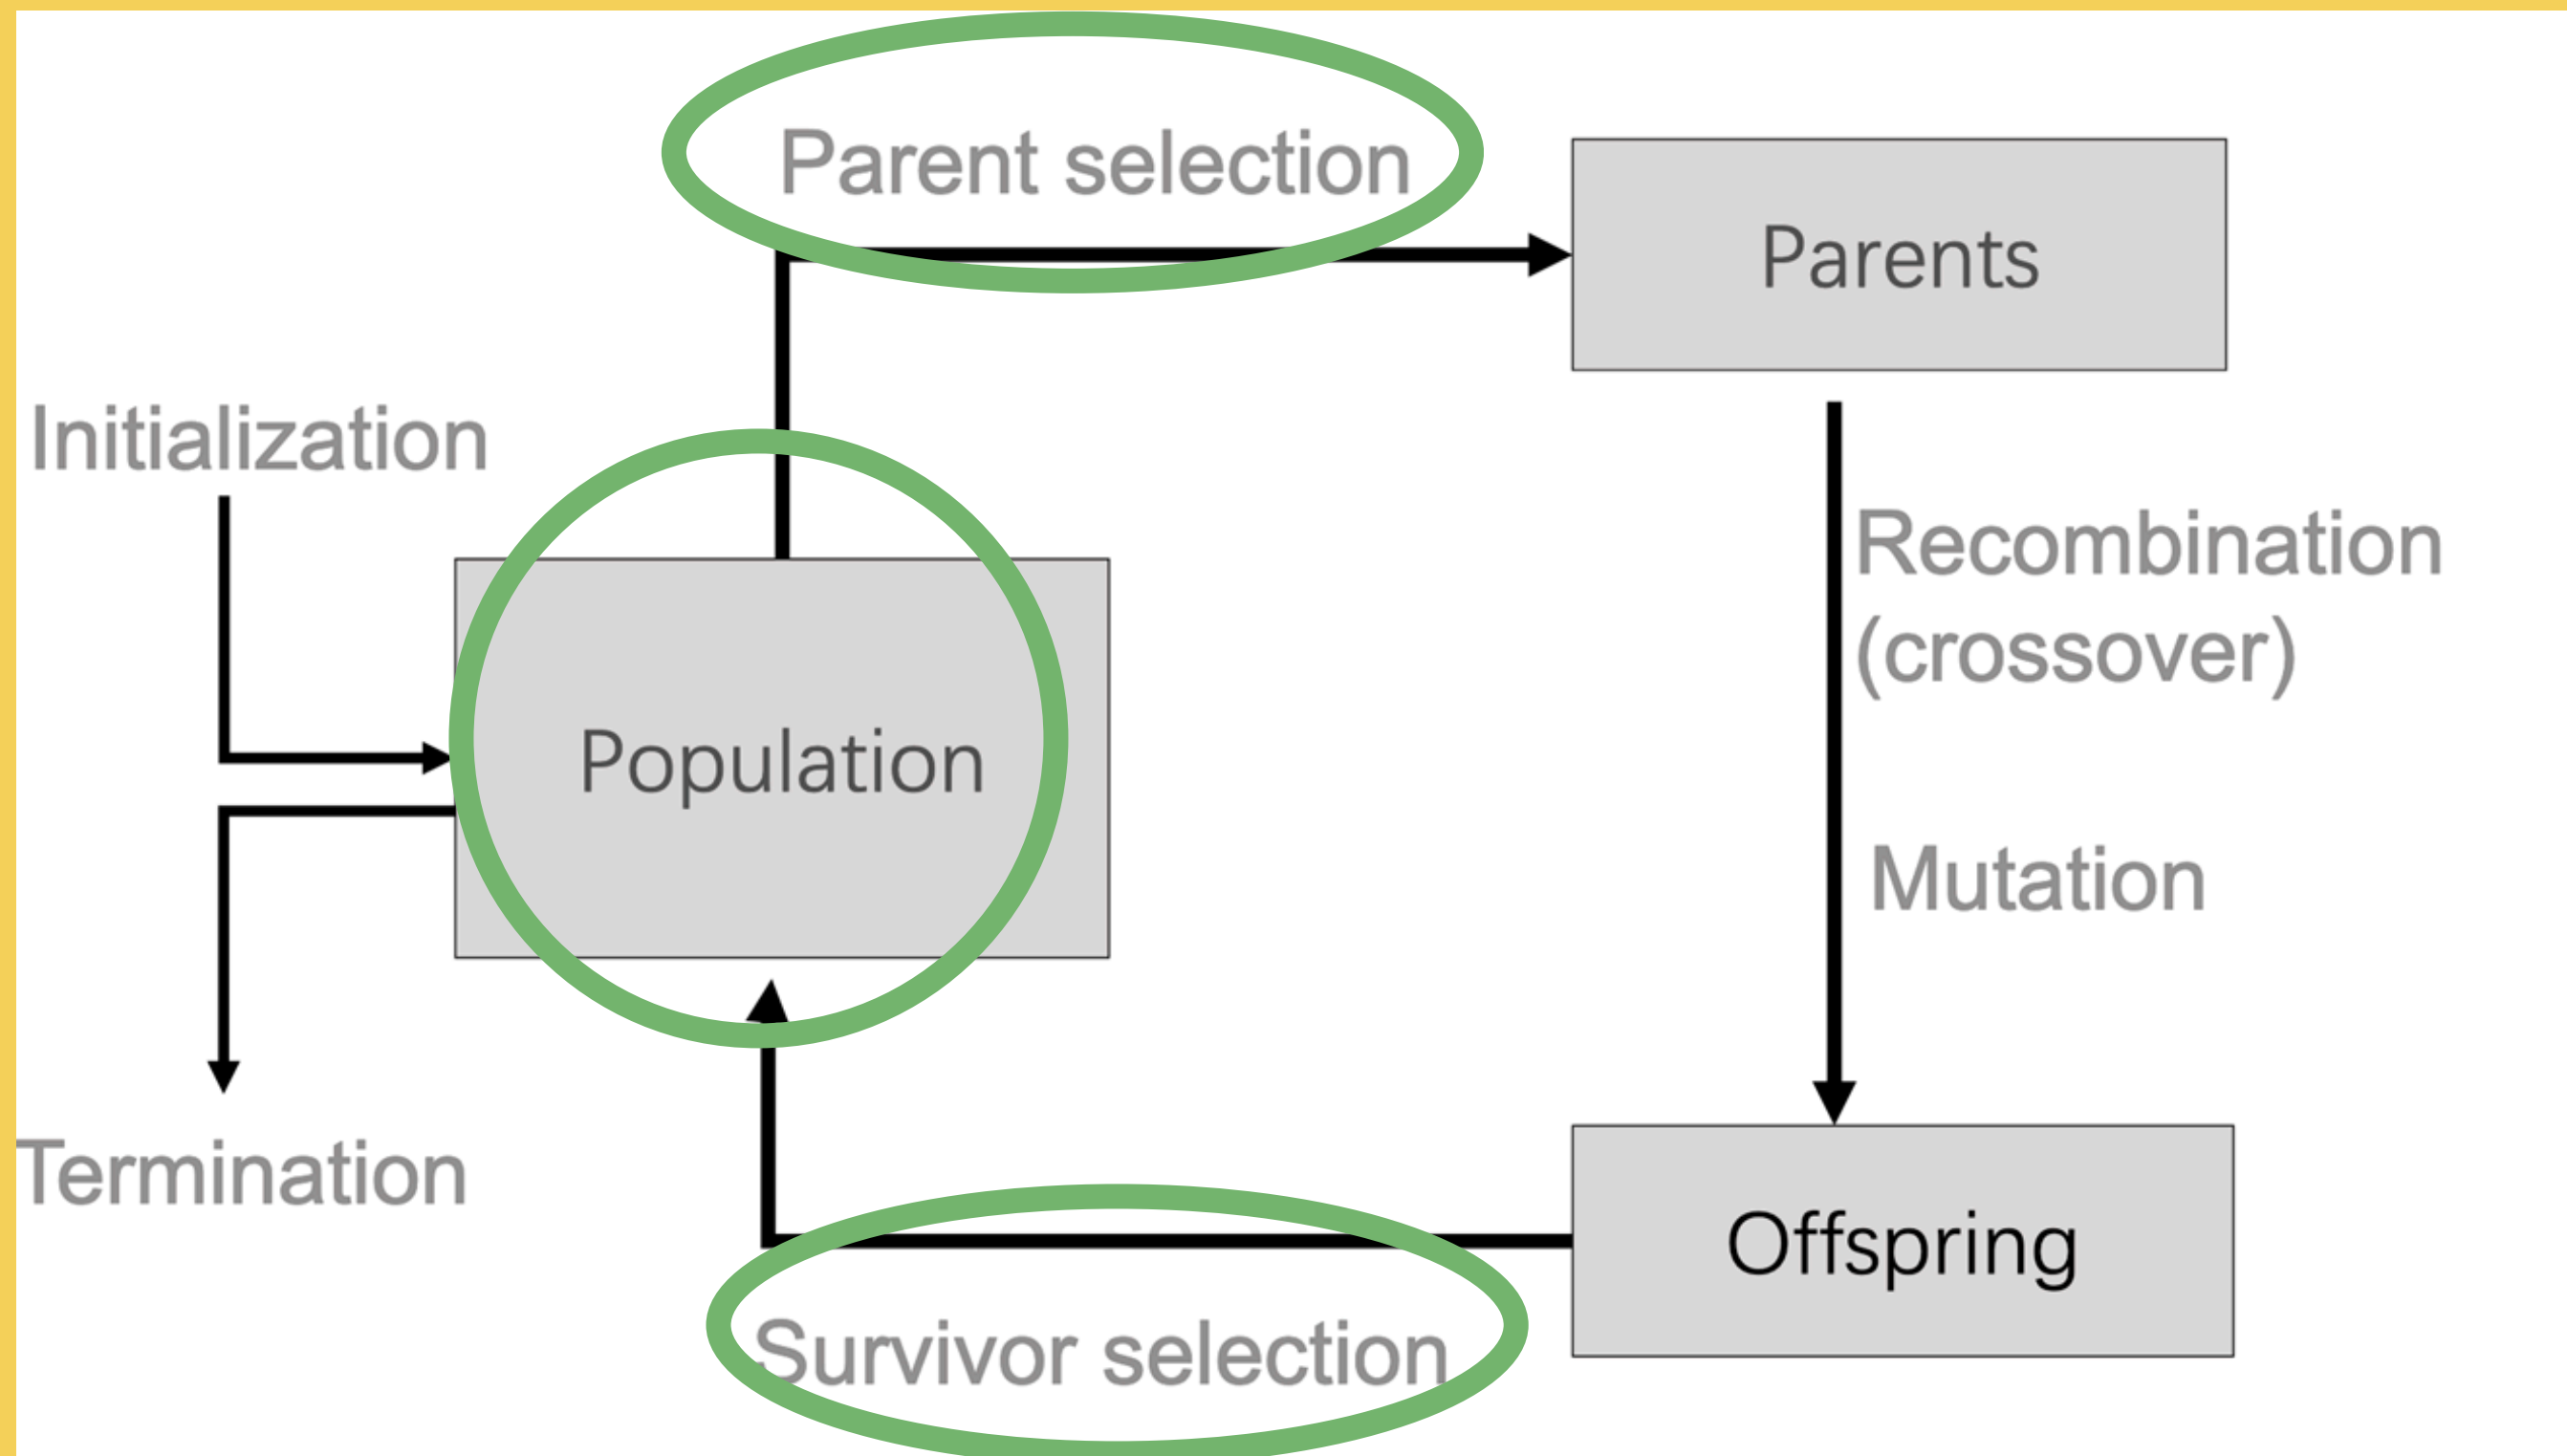 Parent selection
Parents
Initialization
Recombination
(crossover)
Population
Mutation
Termination
Offspring
Survivor selection